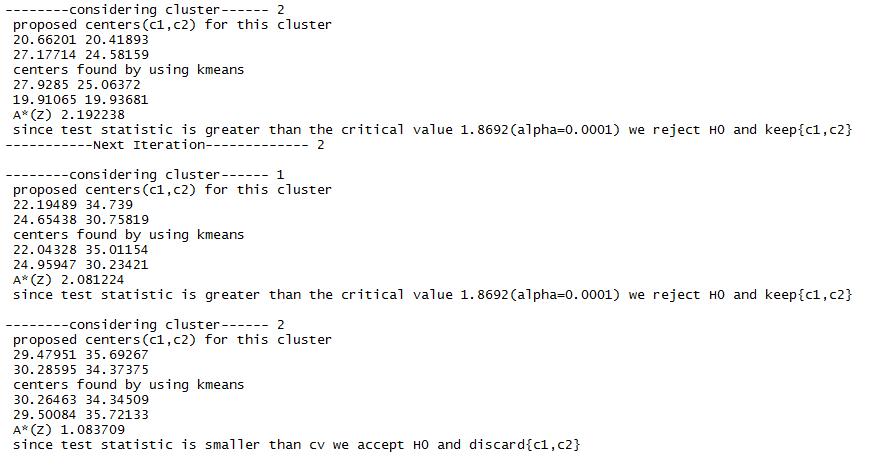 --------considering cluster------ 2
proposed centers(c1,c2) for this cluster
20.66201 20.41893
27.17714 24.58159
centers found by using kmeans
27.9285 25.06372
19.91065 19.93681
A*(Z) 2.192238
since test statistic is greater than the critical value 1.8692(alpha=0.0001) we reject H0 and keep{c1,c2}
-----------Next Iteration------------- 2
--------considering cluster------ 1
proposed centers(c1,c2) for this cluster
22.19489 34.739
24.65438 30.75819
centers found by using kmeans
22.04328 35.01154
24.95947 30.23421
A*(Z) 2.081224
since test statistic is greater than the critical value 1.8692(alpha=0.0001) we reject H0 and keep{c1,c2}
--------considering cluster------ 2
proposed centers(c1,c2) for this cluster
29.47951 35.69267
30.28595 34.37375
centers found by using kmeans
30.26463 34.34509
29.50084 35.72133
A*(Z) 1.083709
since test statistic is smaller than cv we accept H0 and discard{c1,c2}